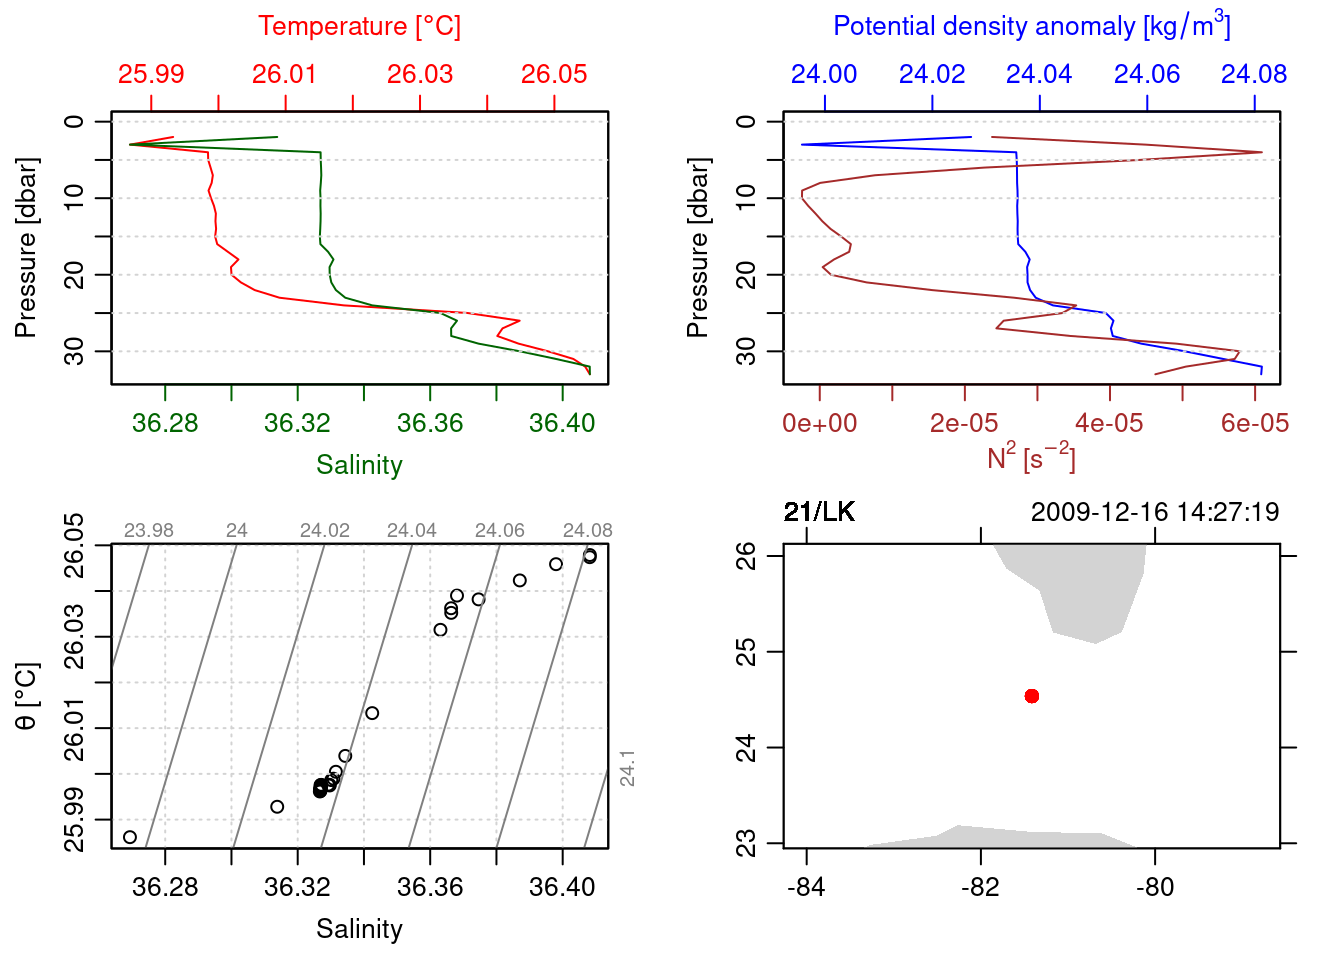 Temperature [°C]
25.99 26.01 26.03 26.05
Pressure [dbar]
0
10
20
30
36.28 36.32 36.36 36.40
Salinity
Potential density anomaly [kg/m³]
24.00 24.02 24.04 24.06 24.08
Pressure [dbar]
0
10
20
30
0e+00 2e-05 4e-05 6e-05
N² [s⁻²]
23.98 24 24.02 24.04 24.06 24.08
24.1
θ [°C]
26.05
26.03
26.01
25.99
36.28 36.32 36.36 36.40
Salinity
21/LK 2009-12-16 14:27:19
26
25
24
23
-84 -82 -80